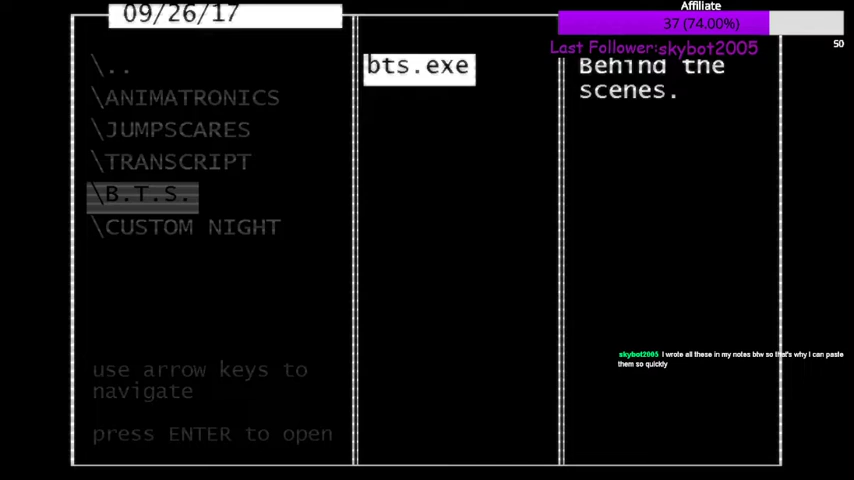 09/26/17
\..
\ANIMATRONICS
\JUMPSCARES
\TRANSCRIPT
\B.T.S.
\CUSTOM NIGHT
use arrow keys to
navigate
press ENTER to open
bts.exe
Behind the
scenes.
Affiliate
37 (74.00%)
50
Last Follower:skybot2005
skybot2005 I wrote all these in my notes btw so that's why I can paste
them so quickly